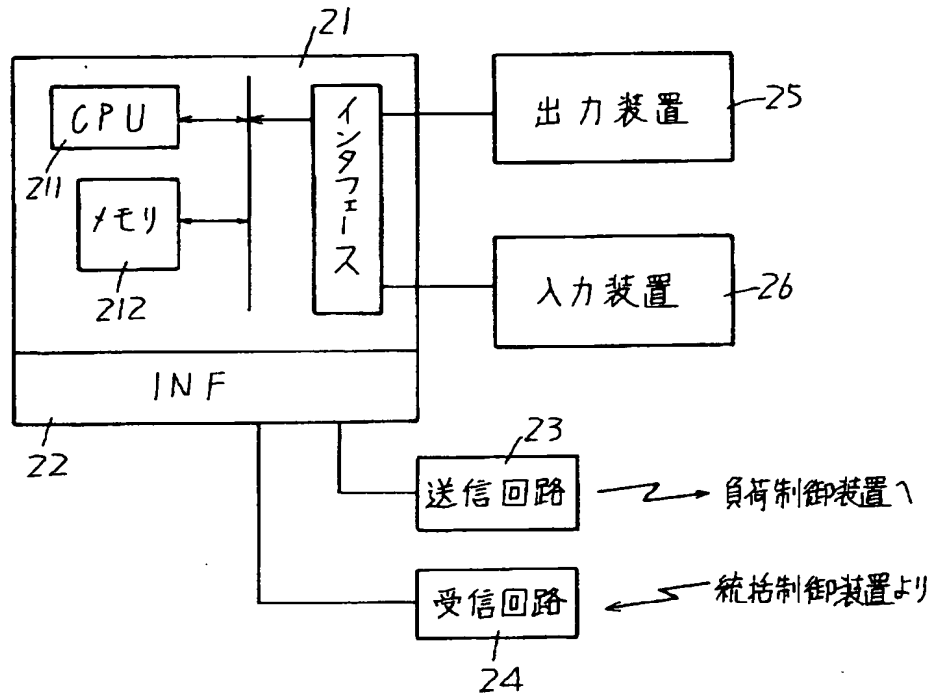 21
CPU
211
メモリ
212
インタフェース
出力装置
25
入力装置
26
INF
22
23
送信回路
負荷制御装置へ
受信回路
統括制御装置より
24